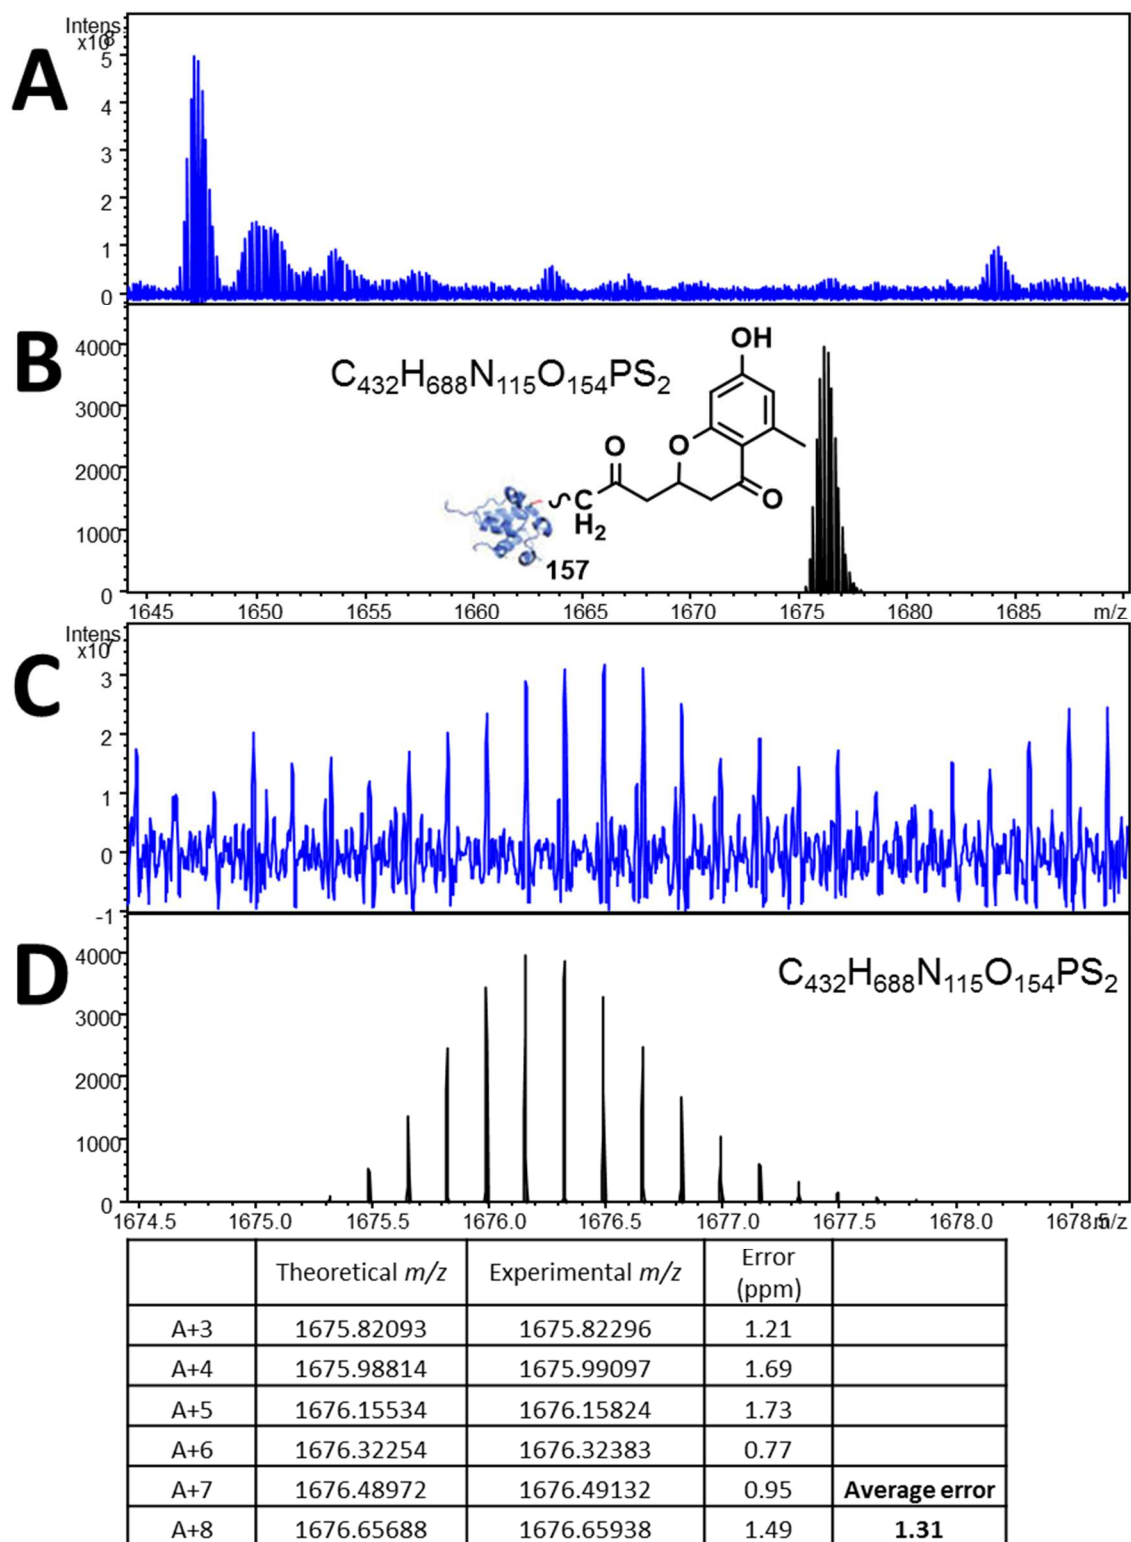 A
Intens.
x10⁸
5
4
3
2
1
0
B
4000
3000
2000
1000
0
C₄₃₂H₆₈₈N₁₁₅O₁₅₄PS₂
OH
O
O
O
C
H₂
157
1645 1650 1655 1660 1665 1670 1675 1680 1685 m/z
C
Intens.
x10⁷
3
2
1
0
-1
D
4000
3000
2000
1000
0
C₄₃₂H₆₈₈N₁₁₅O₁₅₄PS₂
1674.5 1675.0 1675.5 1676.0 1676.5 1677.0 1677.5 1678.0 1678.5 m/z
Theoretical m/z Experimental m/z Error (ppm)
A+3 1675.82093 1675.82296 1.21
A+4 1675.98814 1675.99097 1.69
A+5 1676.15534 1676.15824 1.73
A+6 1676.32254 1676.32383 0.77
A+7 1676.48972 1676.49132 0.95 Average error
A+8 1676.65688 1676.65938 1.49 1.31